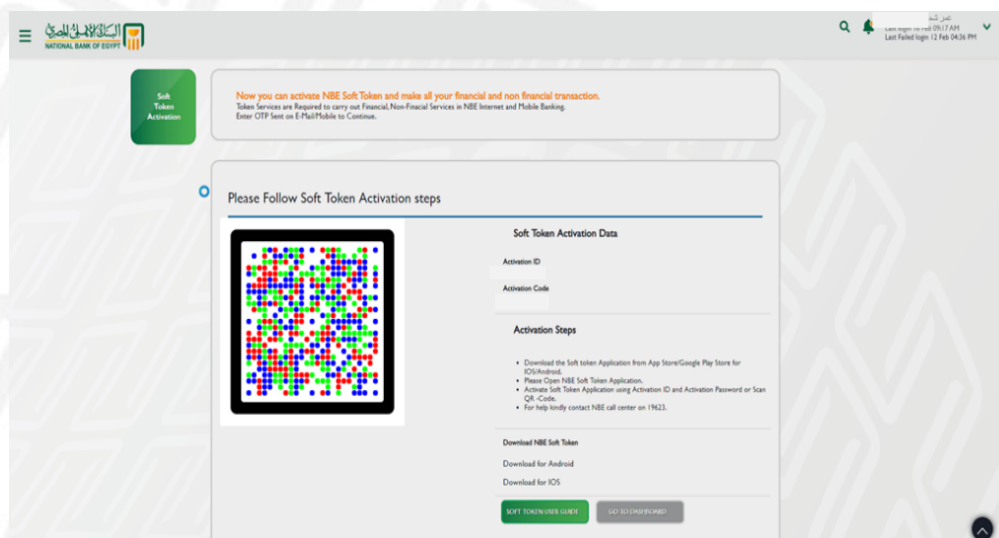 البنك الأهلي المصري
NATIONAL BANK OF EGYPT
عمر
09:17 AM
Last Failed login 12 Feb 04:36 PM
Soft
Token
Activation
Now you can activate NBE Soft Token and make all your financial and non financial transaction.
Token Services are Required to carry out Financial, Non-Finacial Services in NBE Internet and Mobile Banking.
Enter OTP Sent on E-Mail/Mobile to Continue.
Please Follow Soft Token Activation steps
Soft Token Activation Data
Activation ID
Activation Code
Activation Steps
• Download the Soft token Application from App Store/Google Play Store for
IOS/Android.
• Please Open NBE Soft Token Application.
• Activate Soft Token Application using Activation ID and Activation Password or Scan
QR -Code.
• For help kindly contact NBE call center on 19623.
Download NBE Soft Token
Download for Android
Download for IOS
SOFT TOKEN USER GUIDE
GO TO DASHBOARD